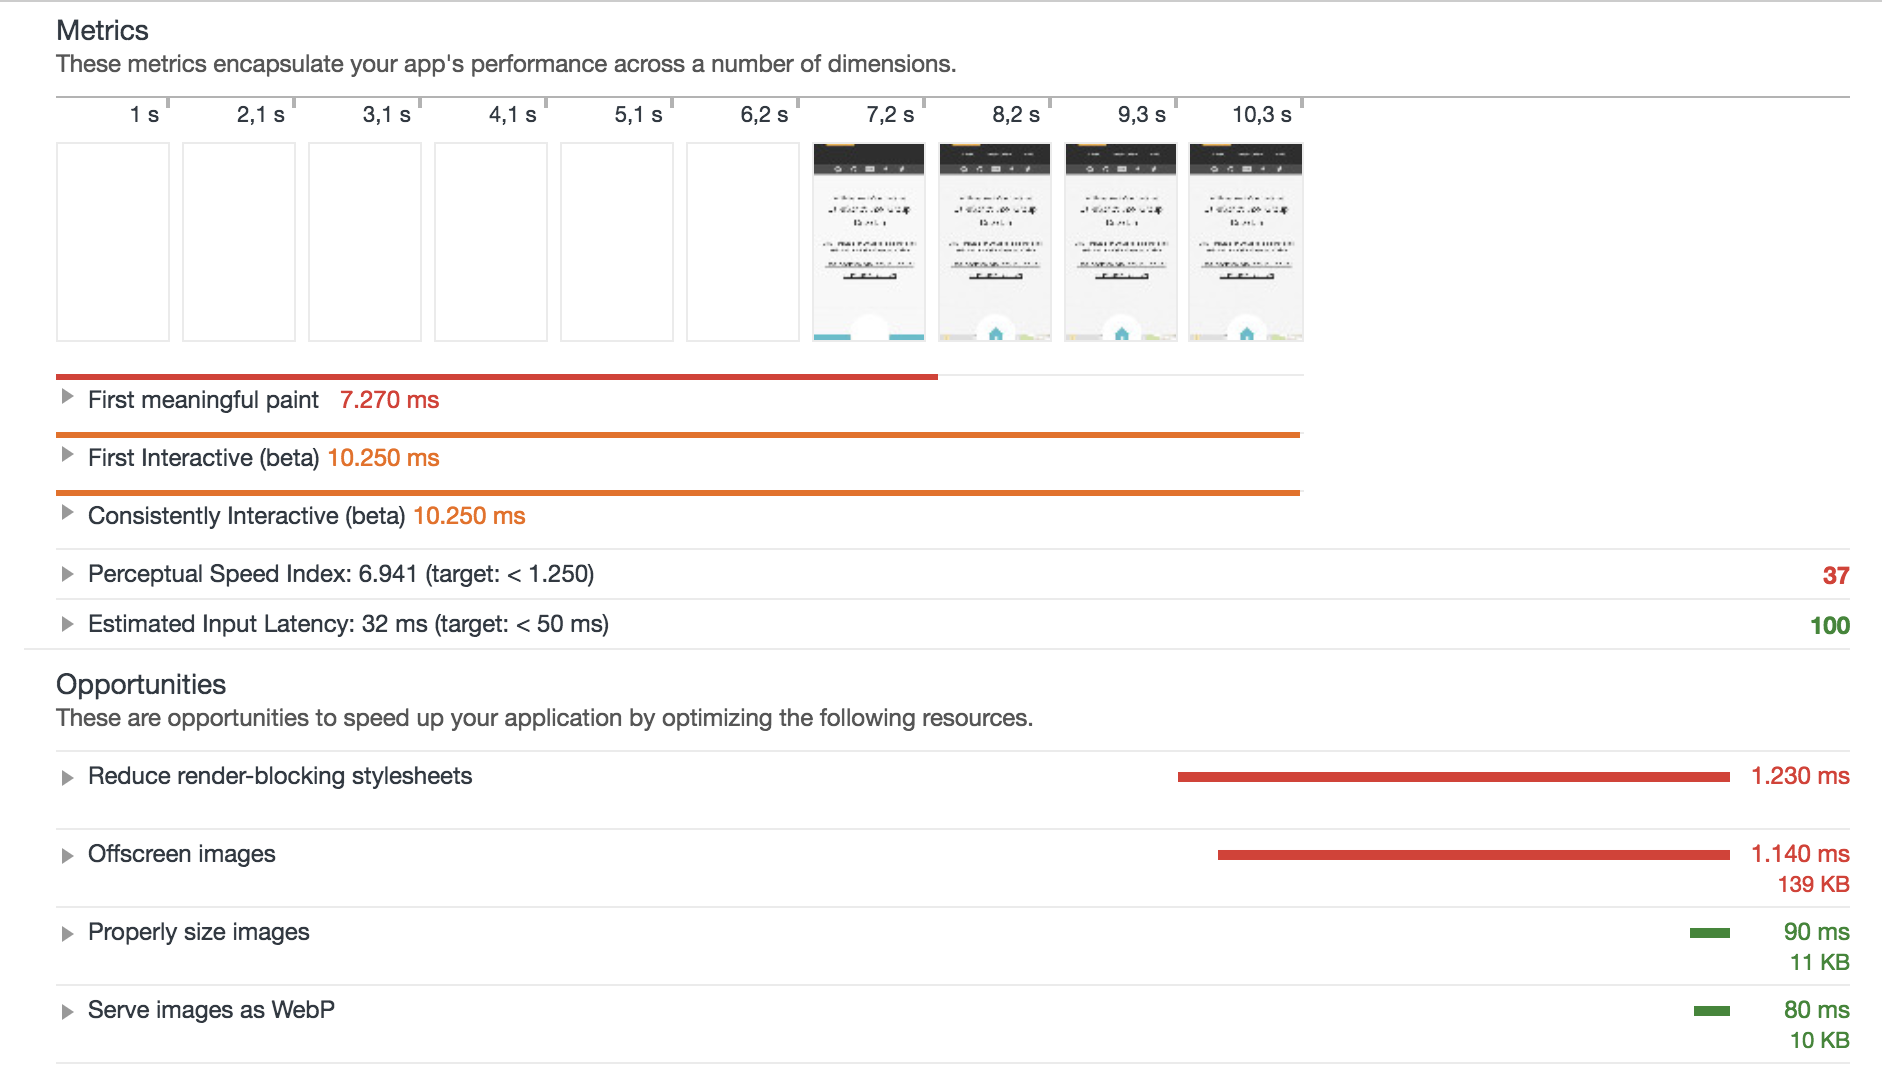 Metrics
These metrics encapsulate your app's performance across a number of dimensions.
1 s 2,1 s 3,1 s 4,1 s 5,1 s 6,2 s 7,2 s 8,2 s 9,3 s 10,3 s
First meaningful paint 7.270 ms
First Interactive (beta) 10.250 ms
Consistently Interactive (beta) 10.250 ms
Perceptual Speed Index: 6.941 (target: < 1.250) 37
Estimated Input Latency: 32 ms (target: < 50 ms) 100
Opportunities
These are opportunities to speed up your application by optimizing the following resources.
Reduce render-blocking stylesheets 1.230 ms
Offscreen images 1.140 ms
139 KB
Properly size images 90 ms
11 KB
Serve images as WebP 80 ms
10 KB